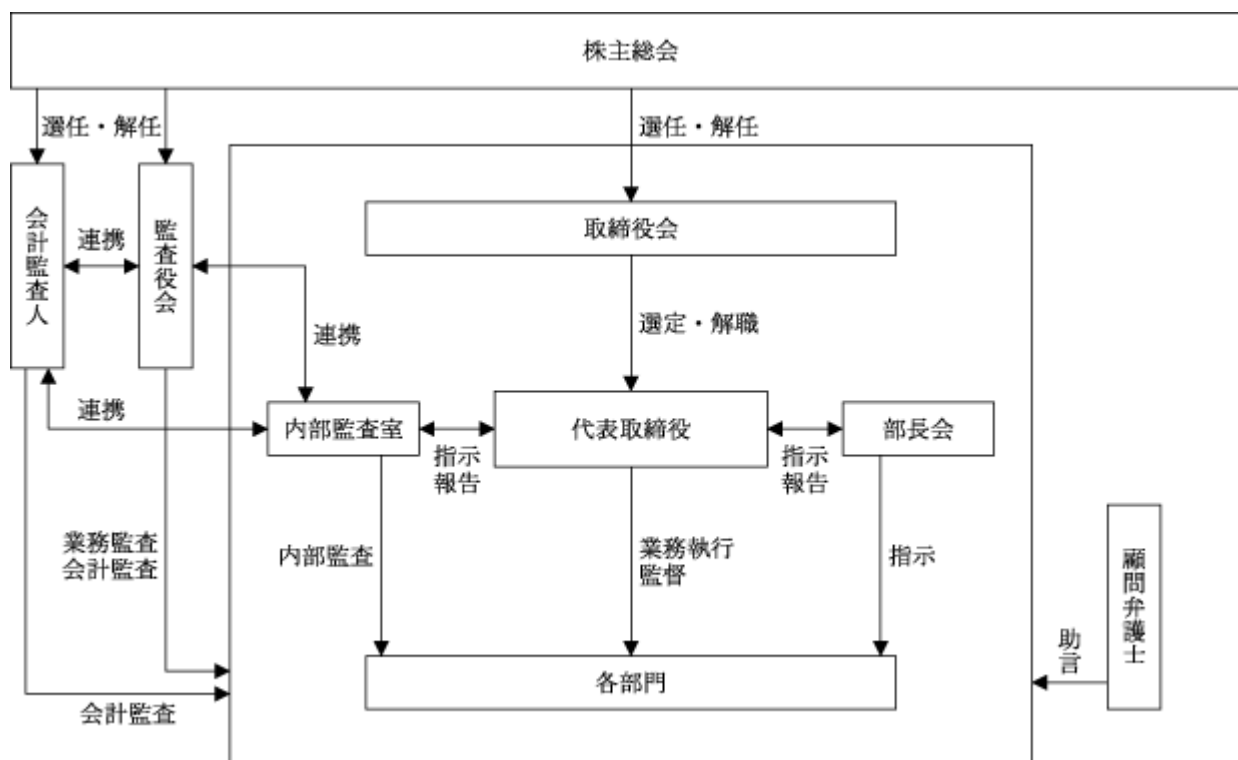 株主総会
選任・解任
選任・解任
会計監査人
連携
監査役会
取締役会
選定・解職
連携
連携
内部監査室
指示
報告
代表取締役
指示
報告
部長会
業務監査
会計監査
内部監査
業務執行
監督
指示
顧問弁護士
助言
各部門
会計監査